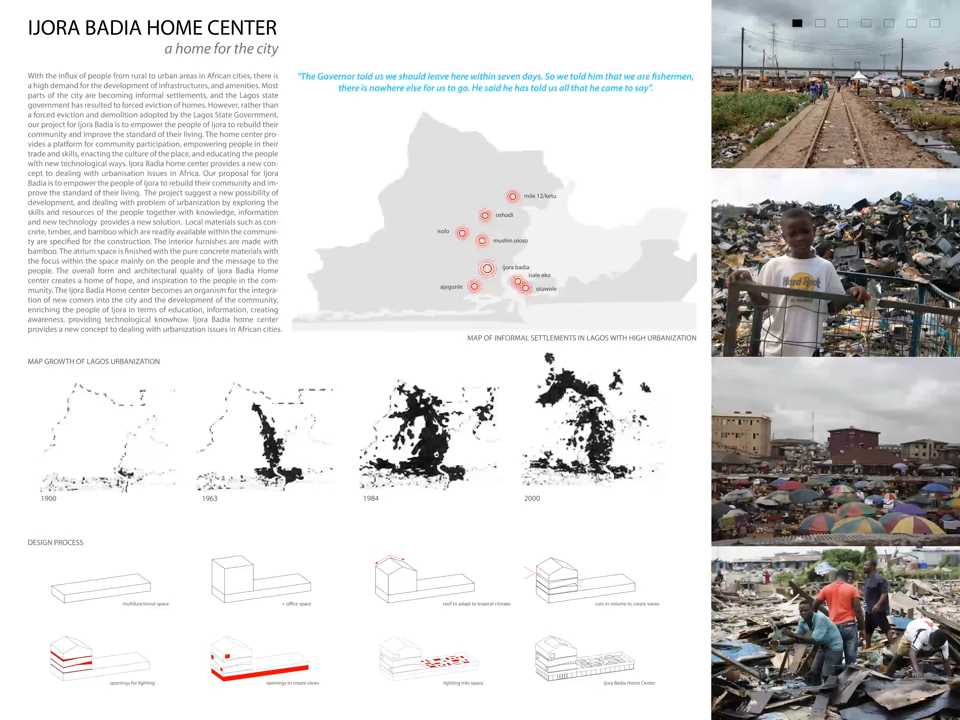 IJORA BADIA HOME CENTER
a home for the city
With the influx of people from rural to urban areas in African cities, there is
a high demand for the development of infrastructures, and amenities. Most
parts of the city are becoming informal settlements, and the Lagos state
government has resulted to forced eviction of homes. However, rather than
a forced eviction and demolition adopted by the Lagos State Government,
our project for Ijora Badia is to empower the people of Ijora to rebuild their
community and improve the standard of their living. The home center pro-
vides a platform for community participation, empowering people in their
trade and skills, enacting the culture of the place, and educating the people
with new technological ways. Ijora Badia home center provides a new con-
cept to dealing with urbanisation issues in Africa. Our proposal for Ijora
Badia is to empower the people of Ijora to rebuild their community and im-
prove the standard of their living. The project suggest a new possibility of
development, and dealing with problem of urbanization by exploring the
skills and resources of the people together with knowledge, information
and new technology provides a new solution. Local materials such as con-
crete, timber, and bamboo which are readily available within the communi-
ty are specified for the construction. The interior furnishes are made with
bamboo. The atrium space is finished with the pure concrete materials with
the focus within the space mainly on the people and the message to the
people. The overall form and architectural quality of Ijora Badia Home
center creates a home of hope, and inspiration to the people in the com-
munity. The Ijora Badia Home center becomes an organism for the integra-
tion of new comers into the city and the development of the community,
enriching the people of Ijora in terms of education, information, creating
awareness, providing technological knowhow. Ijora Badia home center
provides a new concept to dealing with urbanization issues in African cities.
"The Governor told us we should leave here within seven days. So we told him that we are fishermen,
there is nowhere else for us to go. He said he has told us all that he came to say".
mile 12/ketu
oshodi
isolo
mushin oloso
ijora badia
isale eko
ajegunle
oluwole
MAP OF INFORMAL SETTLEMENTS IN LAGOS WITH HIGH URBANIZATION
MAP GROWTH OF LAGOS URBANIZATION
1900
1963
1984
2000
DESIGN PROCESS
multifunctional space
+ office space
roof to adapt to tropical climate
cuts in volume to create views
openings for lighting
openings to create views
lighting into space
Ijora Badia Home Center
Hard Rock